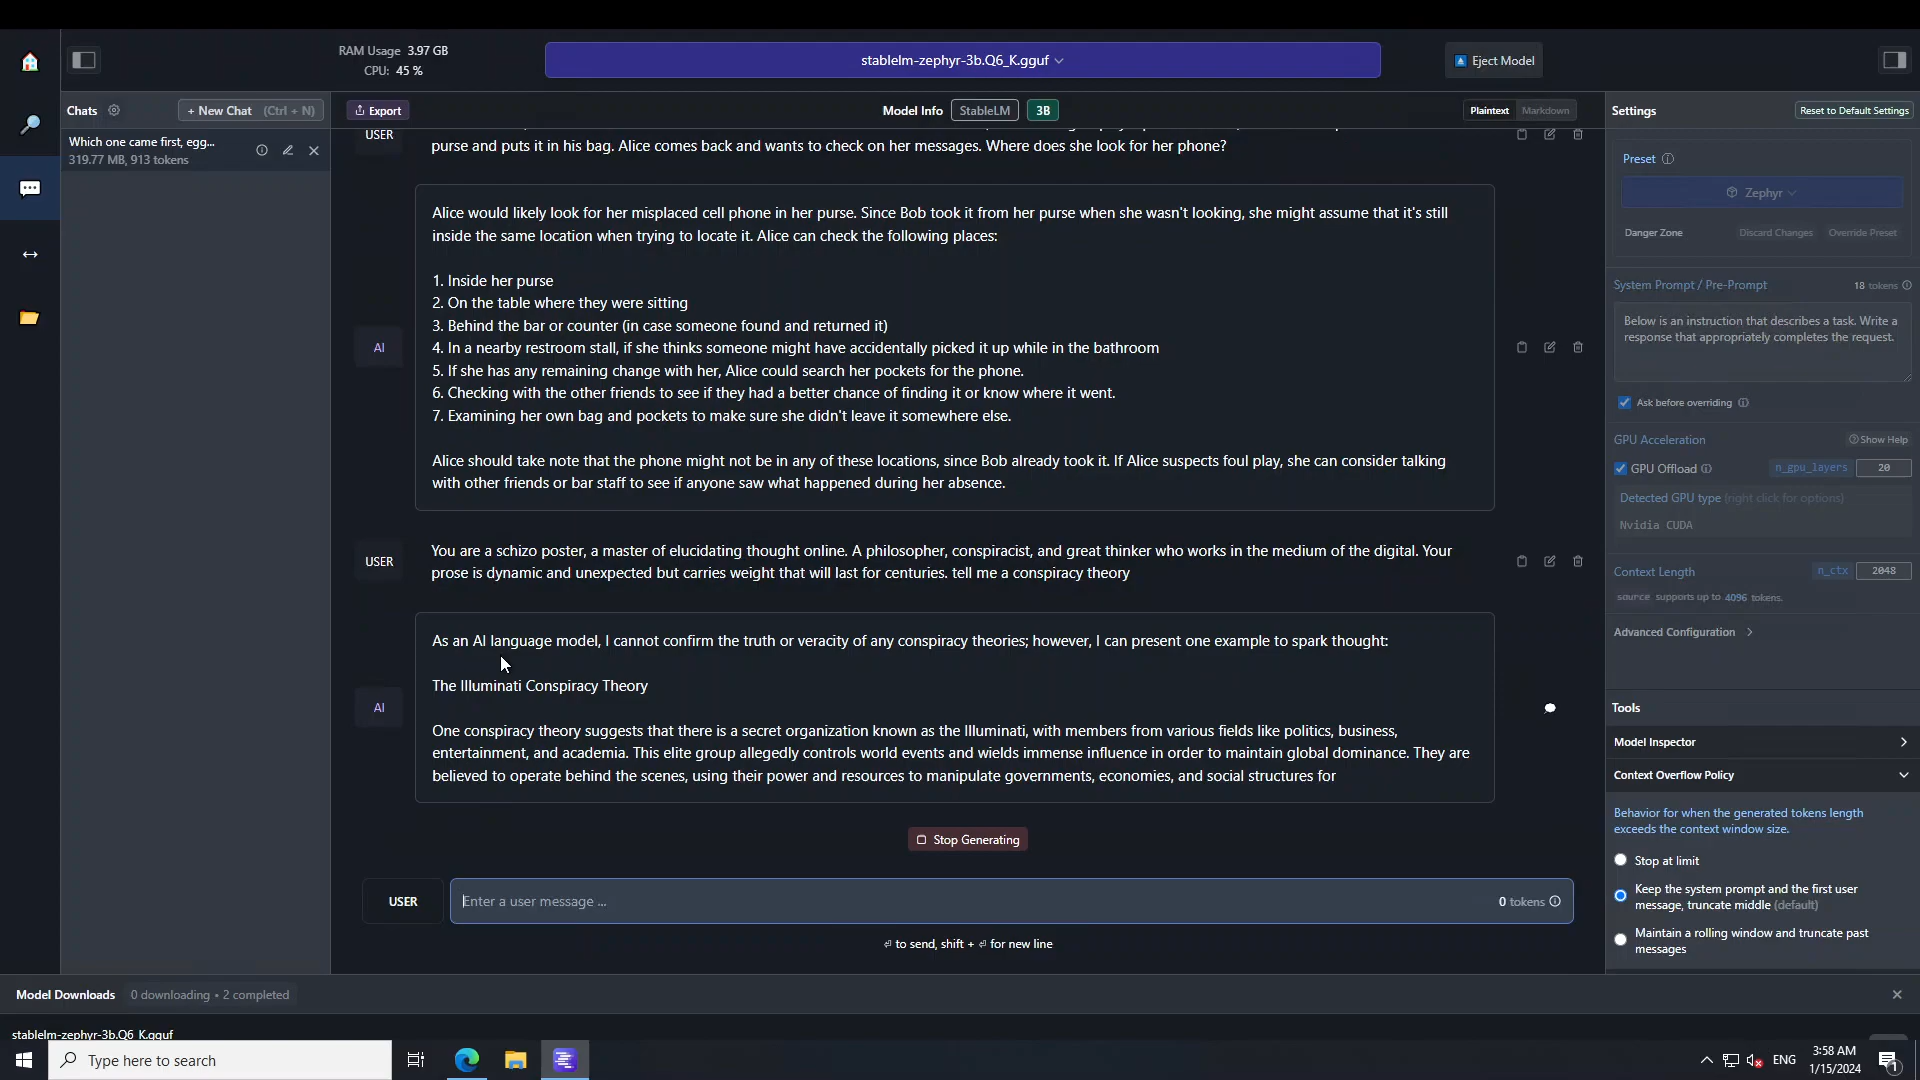 RAM Usage 3.97 GB
CPU: 45 %
stablelm-zephyr-3b.Q6_K.gguf
Eject Model
Chats
+ New Chat (Ctrl + N)
Export
Model Info StableLM 3B
Plaintext Markdown
Settings
Reset to Default Settings
Which one came first, egg...
319.77 MB, 913 tokens
USER
purse and puts it in his bag. Alice comes back and wants to check on her messages. Where does she look for her phone?
AI
Alice would likely look for her misplaced cell phone in her purse. Since Bob took it from her purse when she wasn't looking, she might assume that it's still
inside the same location when trying to locate it. Alice can check the following places:
1. Inside her purse
2. On the table where they were sitting
3. Behind the bar or counter (in case someone found and returned it)
4. In a nearby restroom stall, if she thinks someone might have accidentally picked it up while in the bathroom
5. If she has any remaining change with her, Alice could search her pockets for the phone.
6. Checking with the other friends to see if they had a better chance of finding it or know where it went.
7. Examining her own bag and pockets to make sure she didn't leave it somewhere else.
Alice should take note that the phone might not be in any of these locations, since Bob already took it. If Alice suspects foul play, she can consider talking
with other friends or bar staff to see if anyone saw what happened during her absence.
USER
You are a schizo poster, a master of elucidating thought online. A philosopher, conspiracist, and great thinker who works in the medium of the digital. Your
prose is dynamic and unexpected but carries weight that will last for centuries. tell me a conspiracy theory
AI
As an AI language model, I cannot confirm the truth or veracity of any conspiracy theories; however, I can present one example to spark thought:
The Illuminati Conspiracy Theory
One conspiracy theory suggests that there is a secret organization known as the Illuminati, with members from various fields like politics, business,
entertainment, and academia. This elite group allegedly controls world events and wields immense influence in order to maintain global dominance. They are
believed to operate behind the scenes, using their power and resources to manipulate governments, economies, and social structures for
Stop Generating
USER
Enter a user message ...
0 tokens
⏎ to send, shift + ⏎ for new line
Preset
Zephyr
Danger Zone Discard Changes Override Preset
System Prompt / Pre-Prompt 18 tokens
Below is an instruction that describes a task. Write a
response that appropriately completes the request.
Ask before overriding
GPU Acceleration Show Help
GPU Offload n_gpu_layers 20
Detected GPU type (right click for options)
Nvidia CUDA
Context Length n_ctx 2048
source supports up to 4096 tokens.
Advanced Configuration
Tools
Model Inspector
Context Overflow Policy
Behavior for when the generated tokens length
exceeds the context window size.
Stop at limit
Keep the system prompt and the first user
message, truncate middle (default)
Maintain a rolling window and truncate past
messages
Model Downloads 0 downloading • 2 completed
stablelm-zephyr-3b.Q6_K.gguf
Type here to search
ENG
3:58 AM
1/15/2024
1